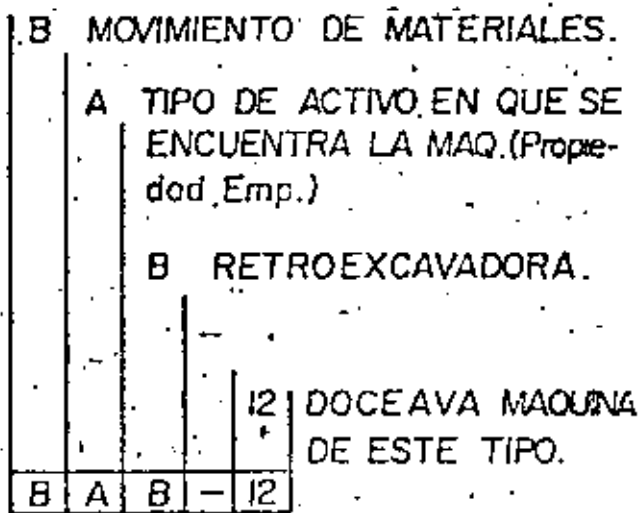 B MOVIMIENTO DE MATERIALES.
A TIPO DE ACTIVO EN QUE SE
ENCUENTRA LA MAQ.(Propie-
dad Emp.)
B RETROEXCAVADORA.
12 DOCEAVA MAQUINA
DE ESTE TIPO.
B A B - 12